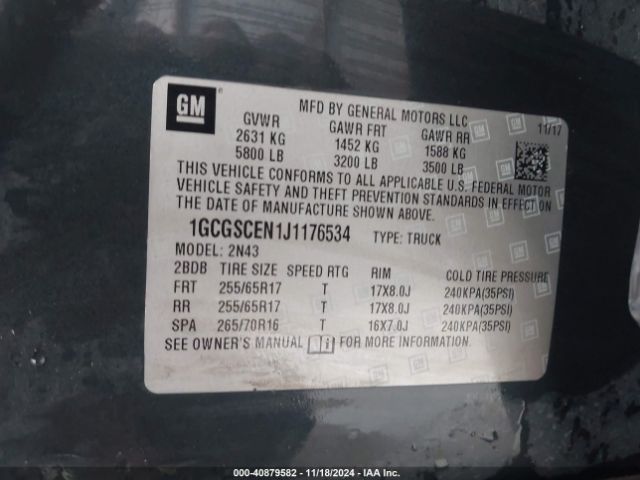 GM
MFD BY GENERAL MOTORS LLC
GVWR GAWR FRT GAWR RR 11/17
2631 KG 1452 KG 1588 KG
5800 LB 3200 LB 3500 LB
THIS VEHICLE CONFORMS TO ALL APPLICABLE U.S. FEDERAL MOTOR
VEHICLE SAFETY AND THEFT PREVENTION STANDARDS IN EFFECT ON
THE DATE OF MANUFACTURE SHOWN ABOVE.
1GCGSCEN1J1176534 TYPE: TRUCK
MODEL: 2N43
2BDB TIRE SIZE SPEED RTG RIM COLD TIRE PRESSURE
FRT 255/65R17 T 17X8.0J 240KPA(35PSI)
RR 255/65R17 T 17X8.0J 240KPA(35PSI)
SPA 265/70R16 T 16X7.0J 240KPA(35PSI)
SEE OWNER'S MANUAL FOR MORE INFORMATION.
000-40879582 - 11/18/2024 - IAA Inc.